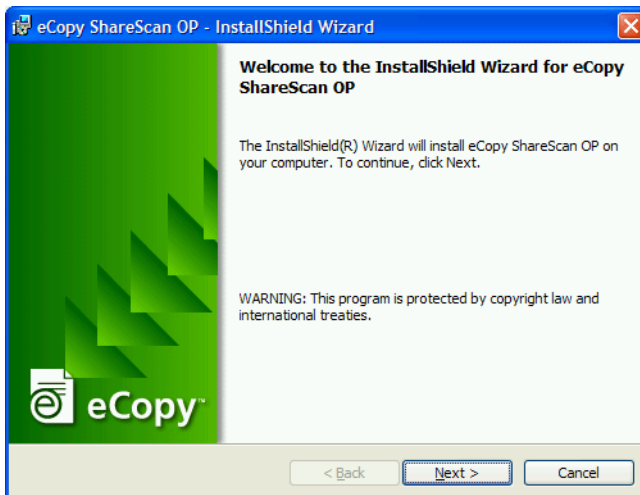 eCopy ShareScan OP - InstallShield Wizard
Welcome to the InstallShield Wizard for eCopy
ShareScan OP
The InstallShield(R) Wizard will install eCopy ShareScan OP on
your computer. To continue, click Next.
WARNING: This program is protected by copyright law and
international treaties.
eCopy™
< Back
Next >
Cancel